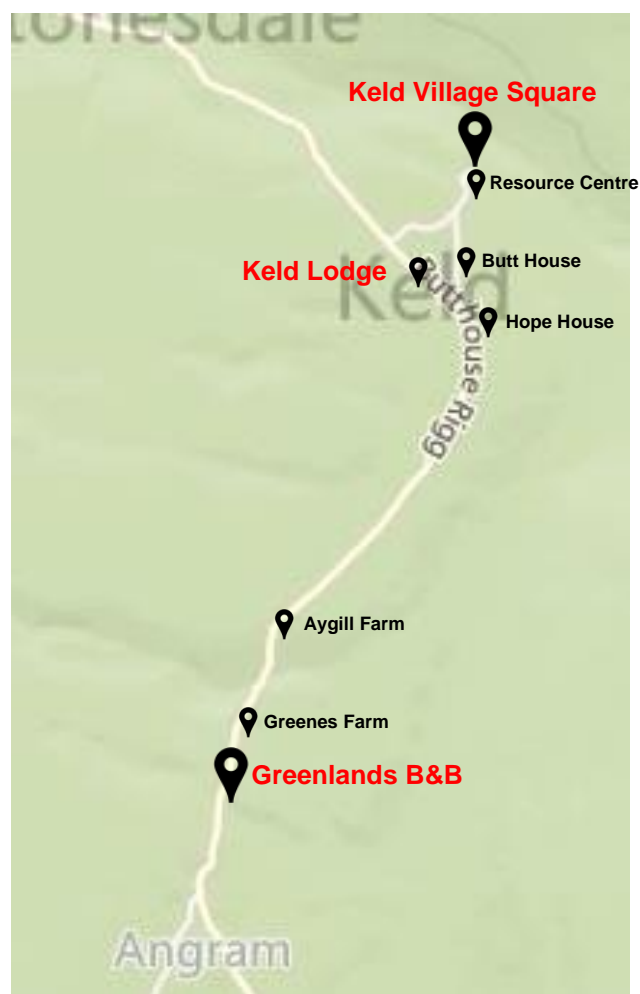 tonesdale
Keld Village Square
Resource Centre
Keld Lodge
Butt House
Keld
Butthouse Rigg
Hope House
Aygill Farm
Greenes Farm
Greenlands B&B
Angram